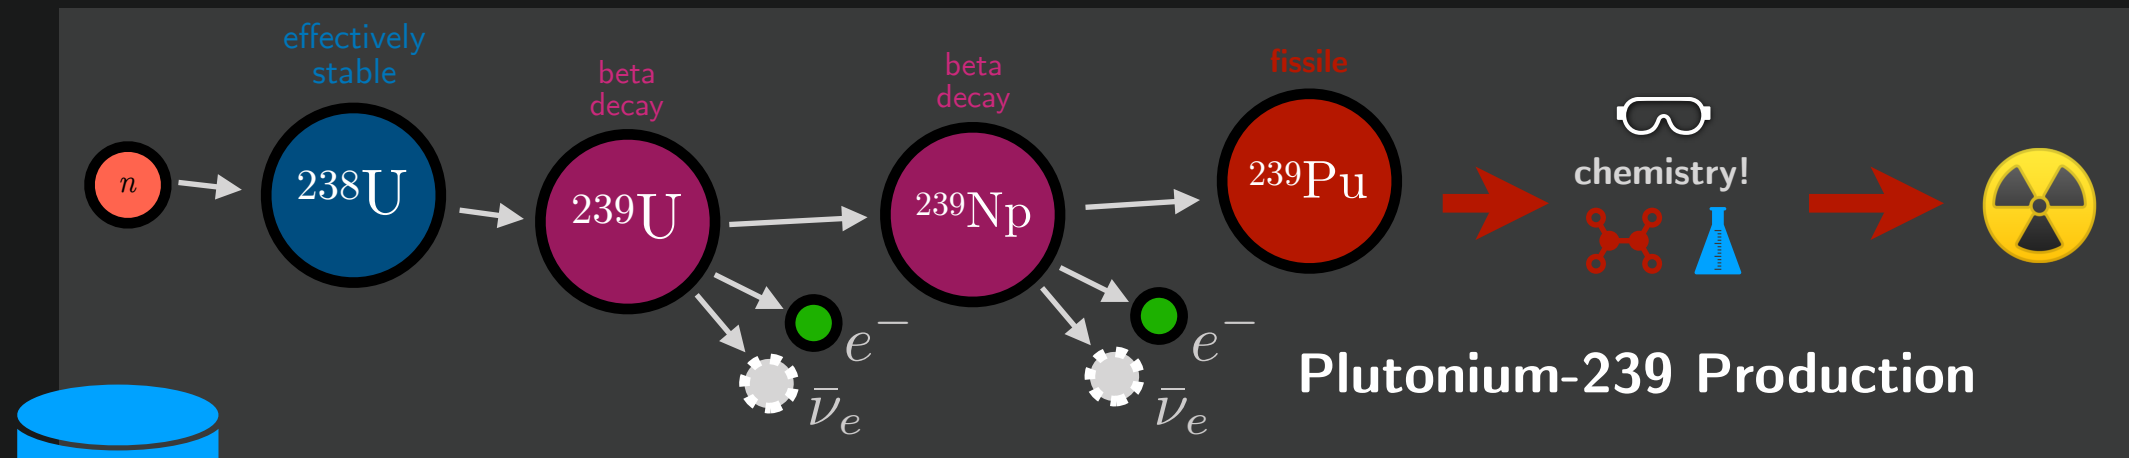 effectively
stable
beta
decay
beta
decay
fissile
n
²³⁸U
²³⁹U
²³⁹Np
²³⁹Pu
chemistry!
e⁻
ν̄ₑ
e⁻
ν̄ₑ
Plutonium-239 Production